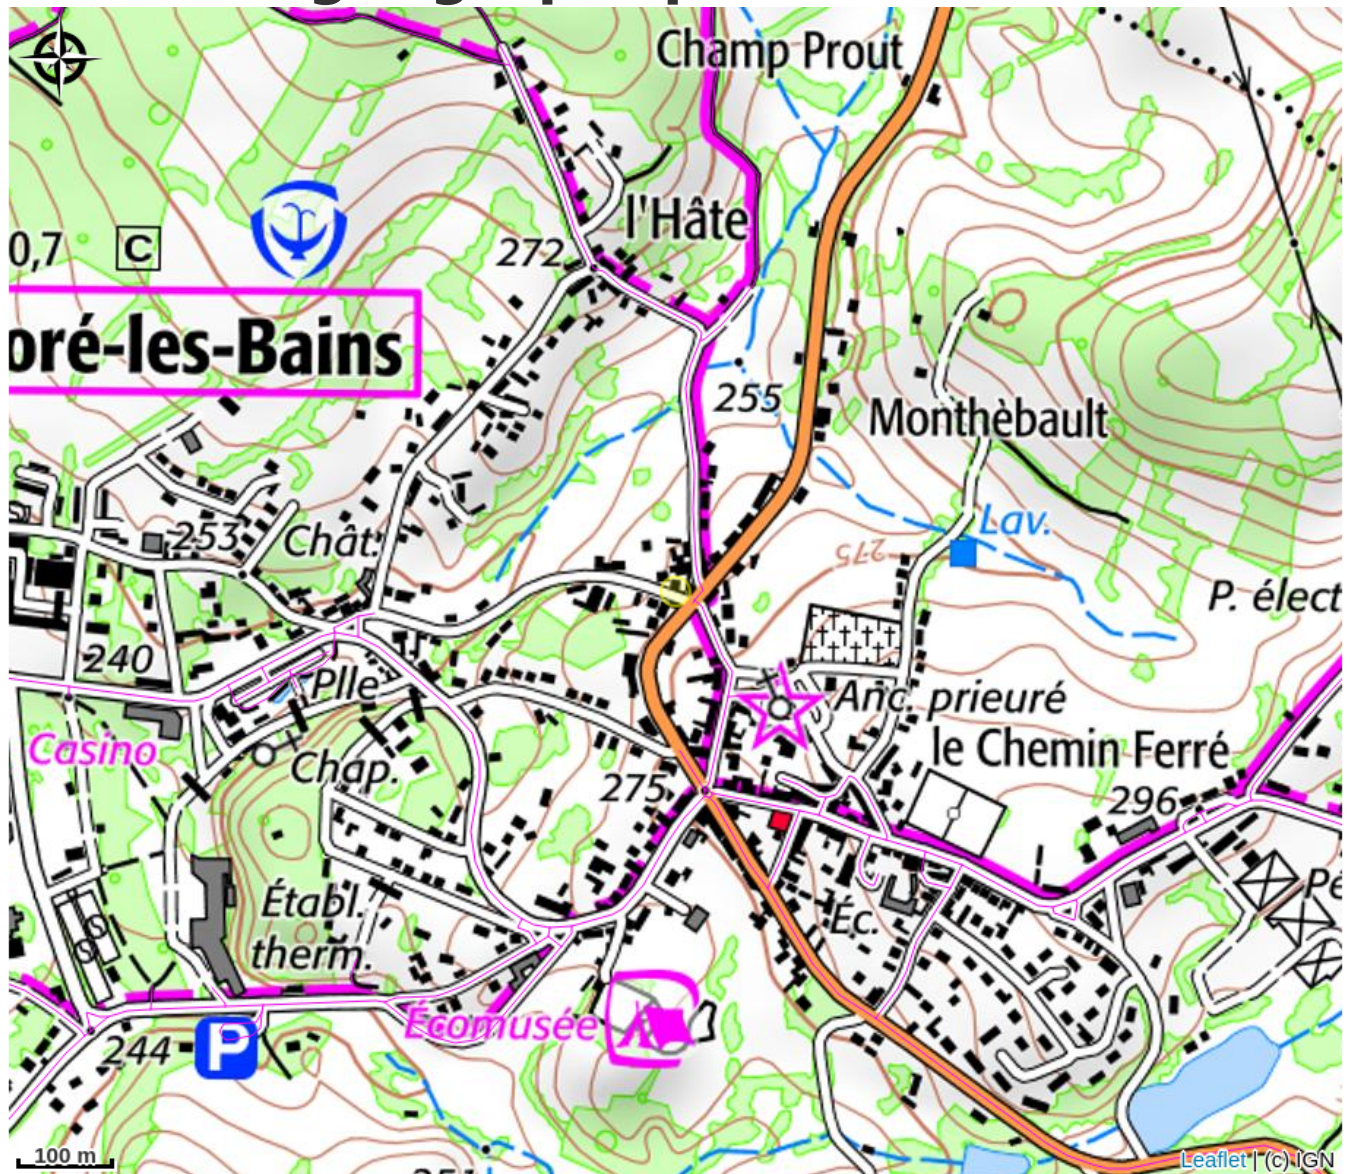 Champ Prout
l'Hâte
272
0,7 C
oré-les-Bains
255
Monthèbault
253
Chât.
275
Lav.
P. élect
240
Plle
Anc. prieuré
Casino
Chap.
le Chemin Ferré
275
296
Pé
Établ.
therm.
Éc.
Écomusée
244
P
100 m
Leaflet | (c) IGN